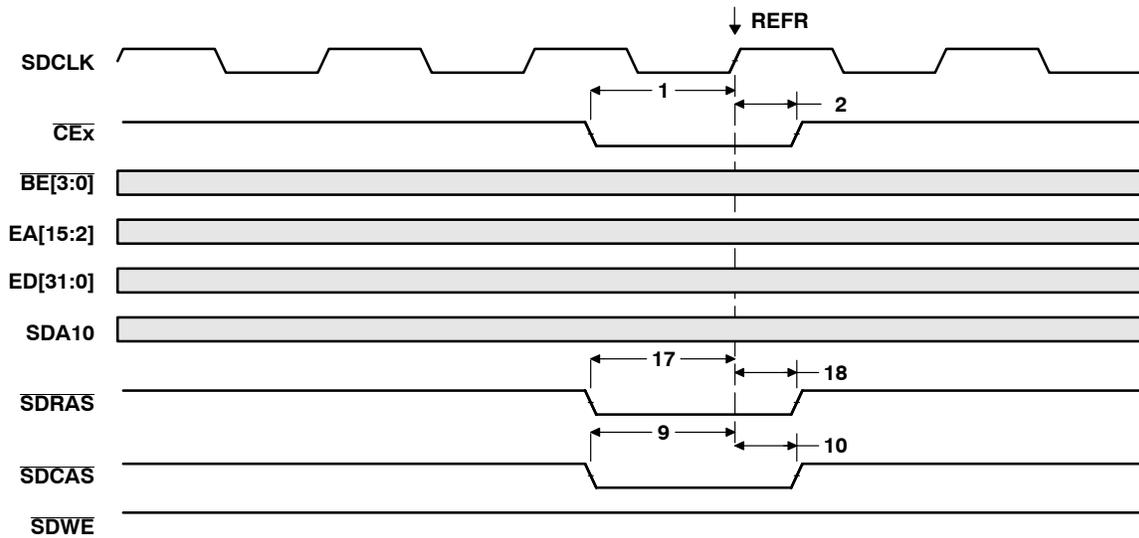 REFR
SDCLK
1
2
CEx
BE[3:0]
EA[15:2]
ED[31:0]
SDA10
17
18
SDRAS
9
10
SDCAS
SDWE